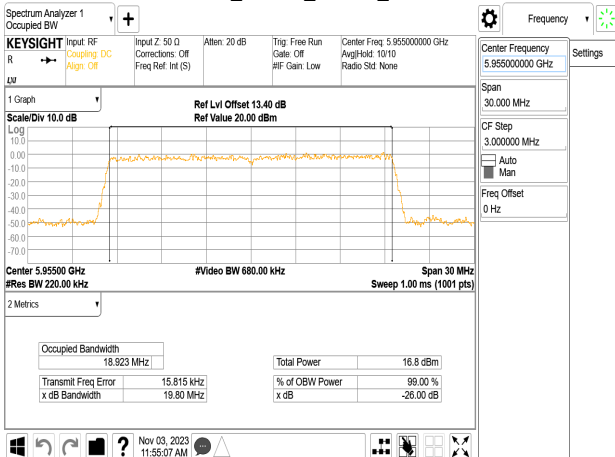 Spectrum Analyzer 1
Occupied BW
Frequency
KEYSIGHT
R
Input: RF
Coupling: DC
Align: Off
Input Z: 50 Ω
Corrections: Off
Freq Ref: Int (S)
Atten: 20 dB
Trig: Free Run
Gate: Off
#IF Gain: Low
Center Freq: 5.955000000 GHz
Avg|Hold: 10/10
Radio Std: None
Center Frequency
5.955000000 GHz
Settings
Span
30.000 MHz
CF Step
3.000000 MHz
Auto
Man
Freq Offset
0 Hz
1 Graph
Scale/Div 10.0 dB
Ref Lvl Offset 13.40 dB
Ref Value 20.00 dBm
Log
10.0
0.00
-10.0
-20.0
-30.0
-40.0
-50.0
-60.0
-70.0
Center 5.95500 GHz
#Video BW 680.00 kHz
Span 30 MHz
#Res BW 220.00 kHz
Sweep 1.00 ms (1001 pts)
2 Metrics
Occupied Bandwidth
18.923 MHz
Total Power 16.8 dBm
Transmit Freq Error 15.815 kHz
% of OBW Power 99.00 %
x dB Bandwidth 19.80 MHz
x dB -26.00 dB
?
Nov 03, 2023
11:55:07 AM